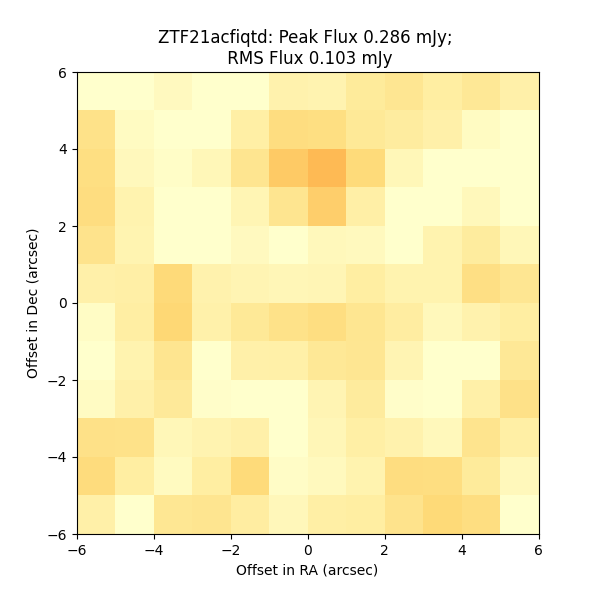 ZTF21acfiqtd: Peak Flux 0.286 mJy;
RMS Flux 0.103 mJy
6
4
2
0
−2
−4
−6
Offset in Dec (arcsec)
−6 −4 −2 0 2 4 6
Offset in RA (arcsec)